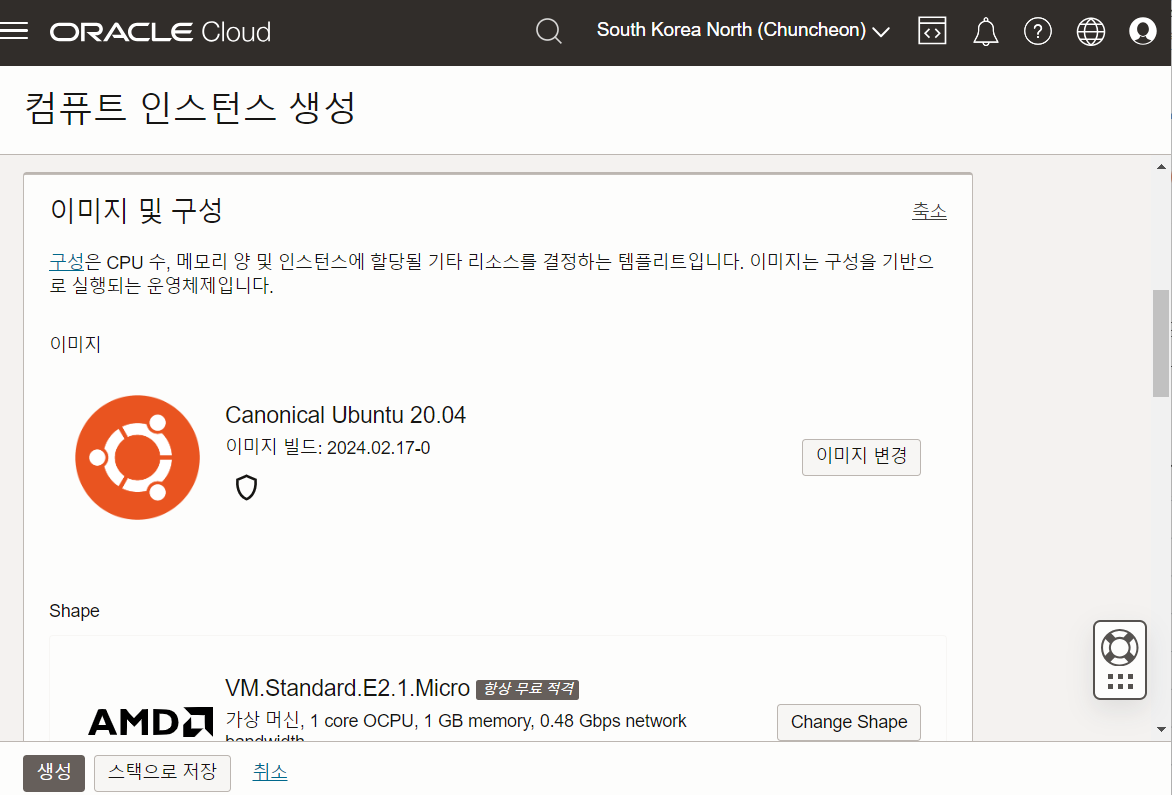 ORACLE Cloud
South Korea North (Chuncheon)
컴퓨트 인스턴스 생성
이미지 및 구성
축소
구성은 CPU 수, 메모리 양 및 인스턴스에 할당될 기타 리소스를 결정하는 템플리트입니다. 이미지는 구성을 기반으
로 실행되는 운영체제입니다.
이미지
Canonical Ubuntu 20.04
이미지 빌드: 2024.02.17-0
이미지 변경
Shape
VM.Standard.E2.1.Micro 항상 무료 적격
AMD
가상 머신, 1 core OCPU, 1 GB memory, 0.48 Gbps network
bandwidth
Change Shape
생성
스택으로 저장
취소